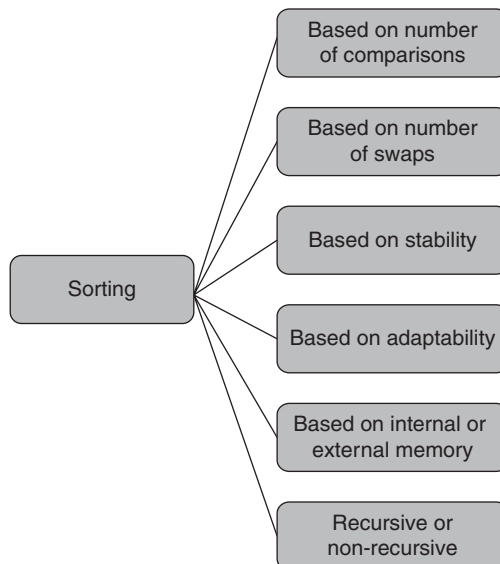 Based on number
of comparisons
Based on number
of swaps
Based on stability
Sorting
Based on adaptability
Based on internal or
external memory
Recursive or
non-recursive